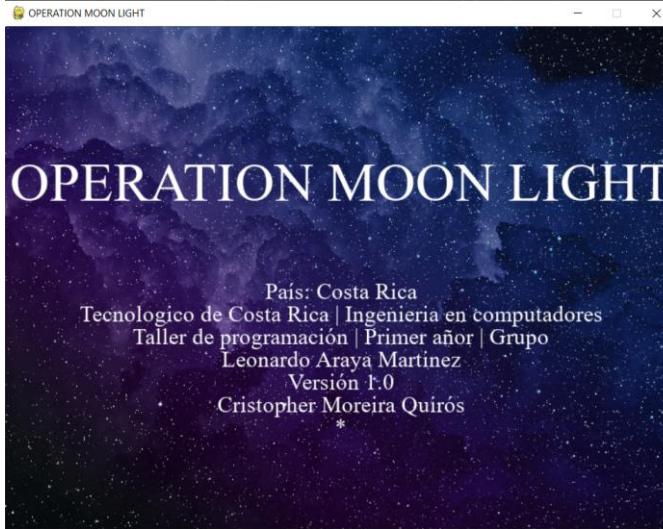 OPERATION MOON LIGHT
OPERATION MOON LIGHT
País: Costa Rica
Tecnologico de Costa Rica | Ingenieria en computadores
Taller de programación | Primer añor | Grupo
Leonardo Araya Martinez
Versión 1.0
Cristopher Moreira Quirós
*